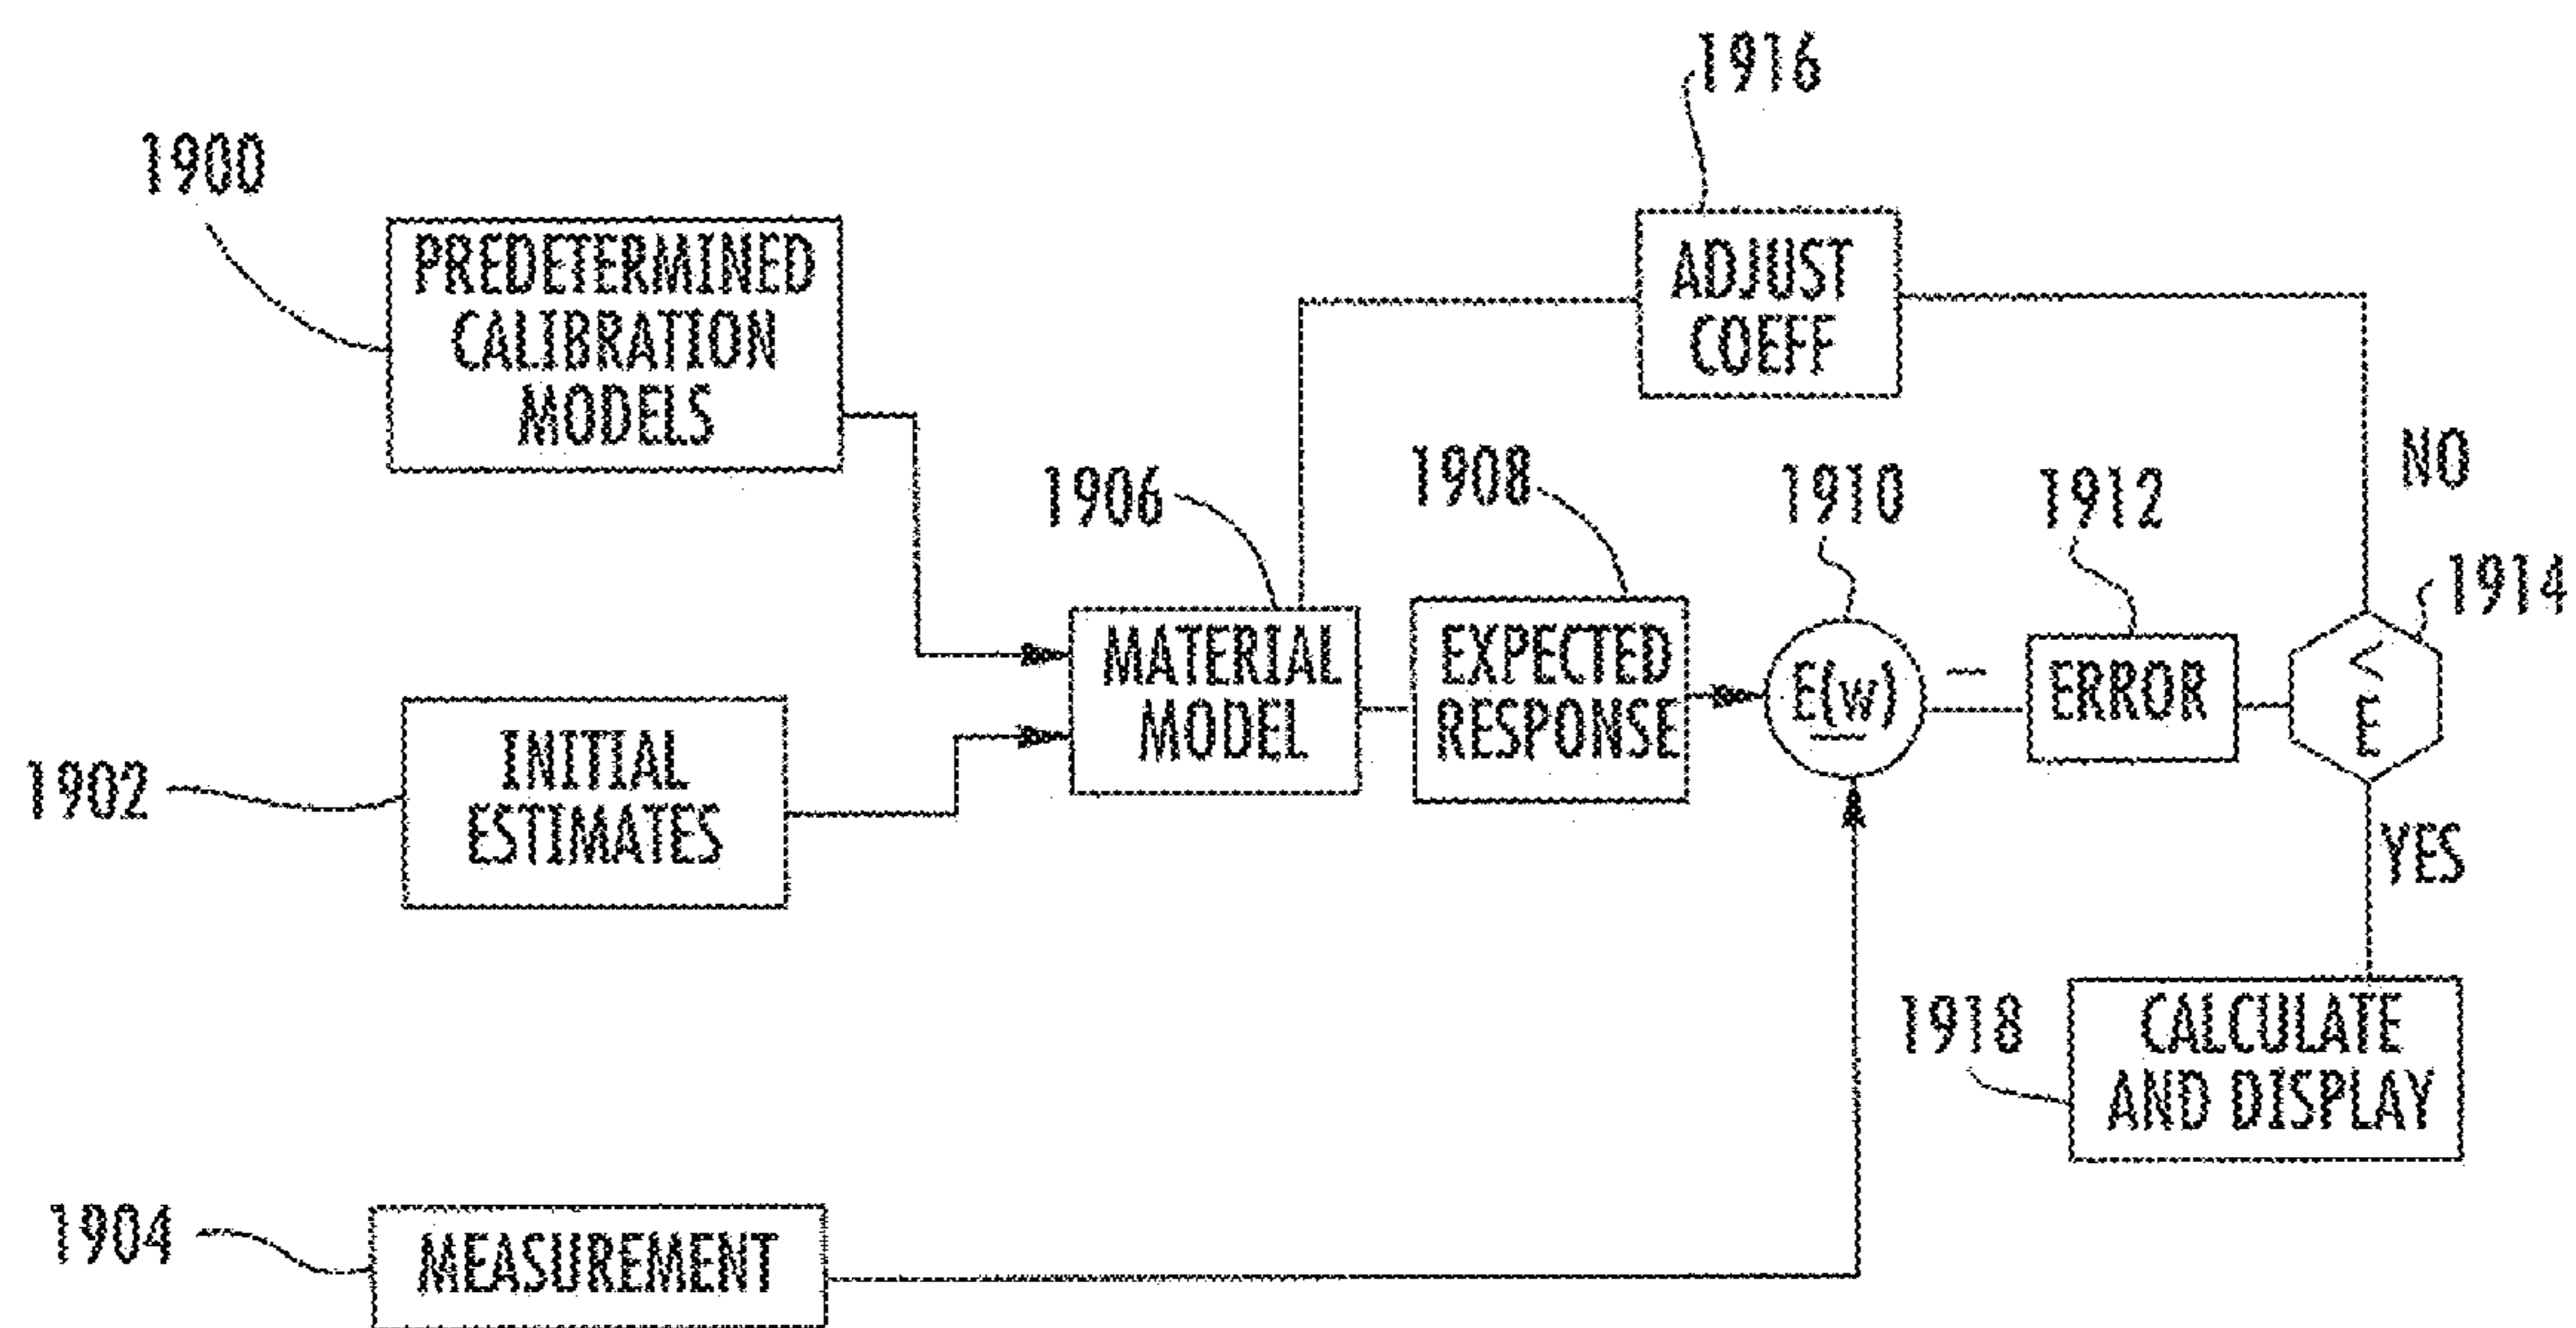 1916
1900
PREDETERMINED
CALIBRATION
MODELS
ADJUST
COEFF
NO
1906
1908
1910
1912
1914
MATERIAL
MODEL
EXPECTED
RESPONSE
E(w)
–
ERROR
<
E
1902
INITIAL
ESTIMATES
YES
1918
CALCULATE
AND DISPLAY
1904
MEASUREMENT